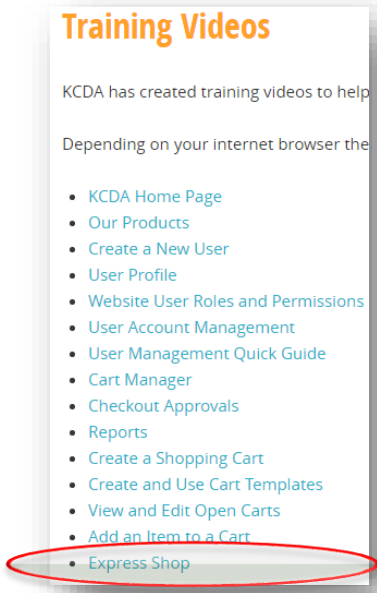 Training Videos
KCDA has created training videos to help
Depending on your internet browser the
KCDA Home Page
Our Products
Create a New User
User Profile
Website User Roles and Permissions
User Account Management
User Management Quick Guide
Cart Manager
Checkout Approvals
Reports
Create a Shopping Cart
Create and Use Cart Templates
View and Edit Open Carts
Add an Item to a Cart
Express Shop